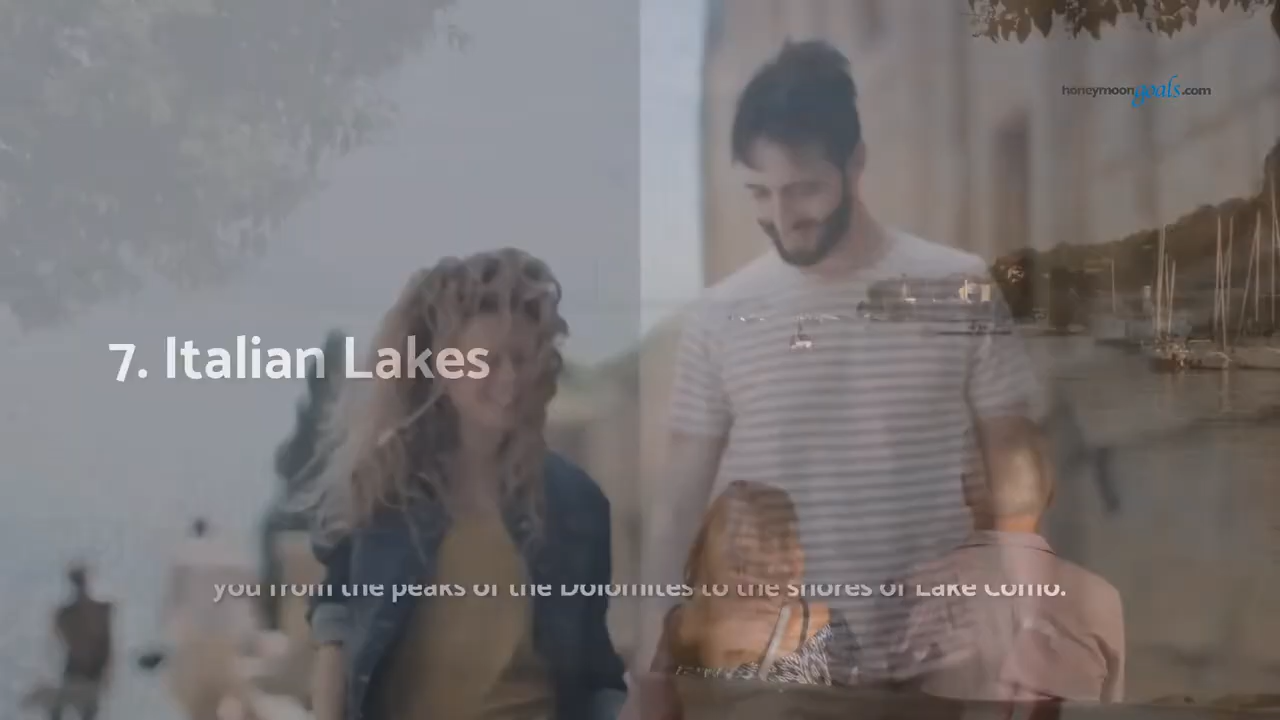 honeymoongoals.com
7. Italian Lakes
you from the peaks of the Dolomites to the shores of Lake Como.